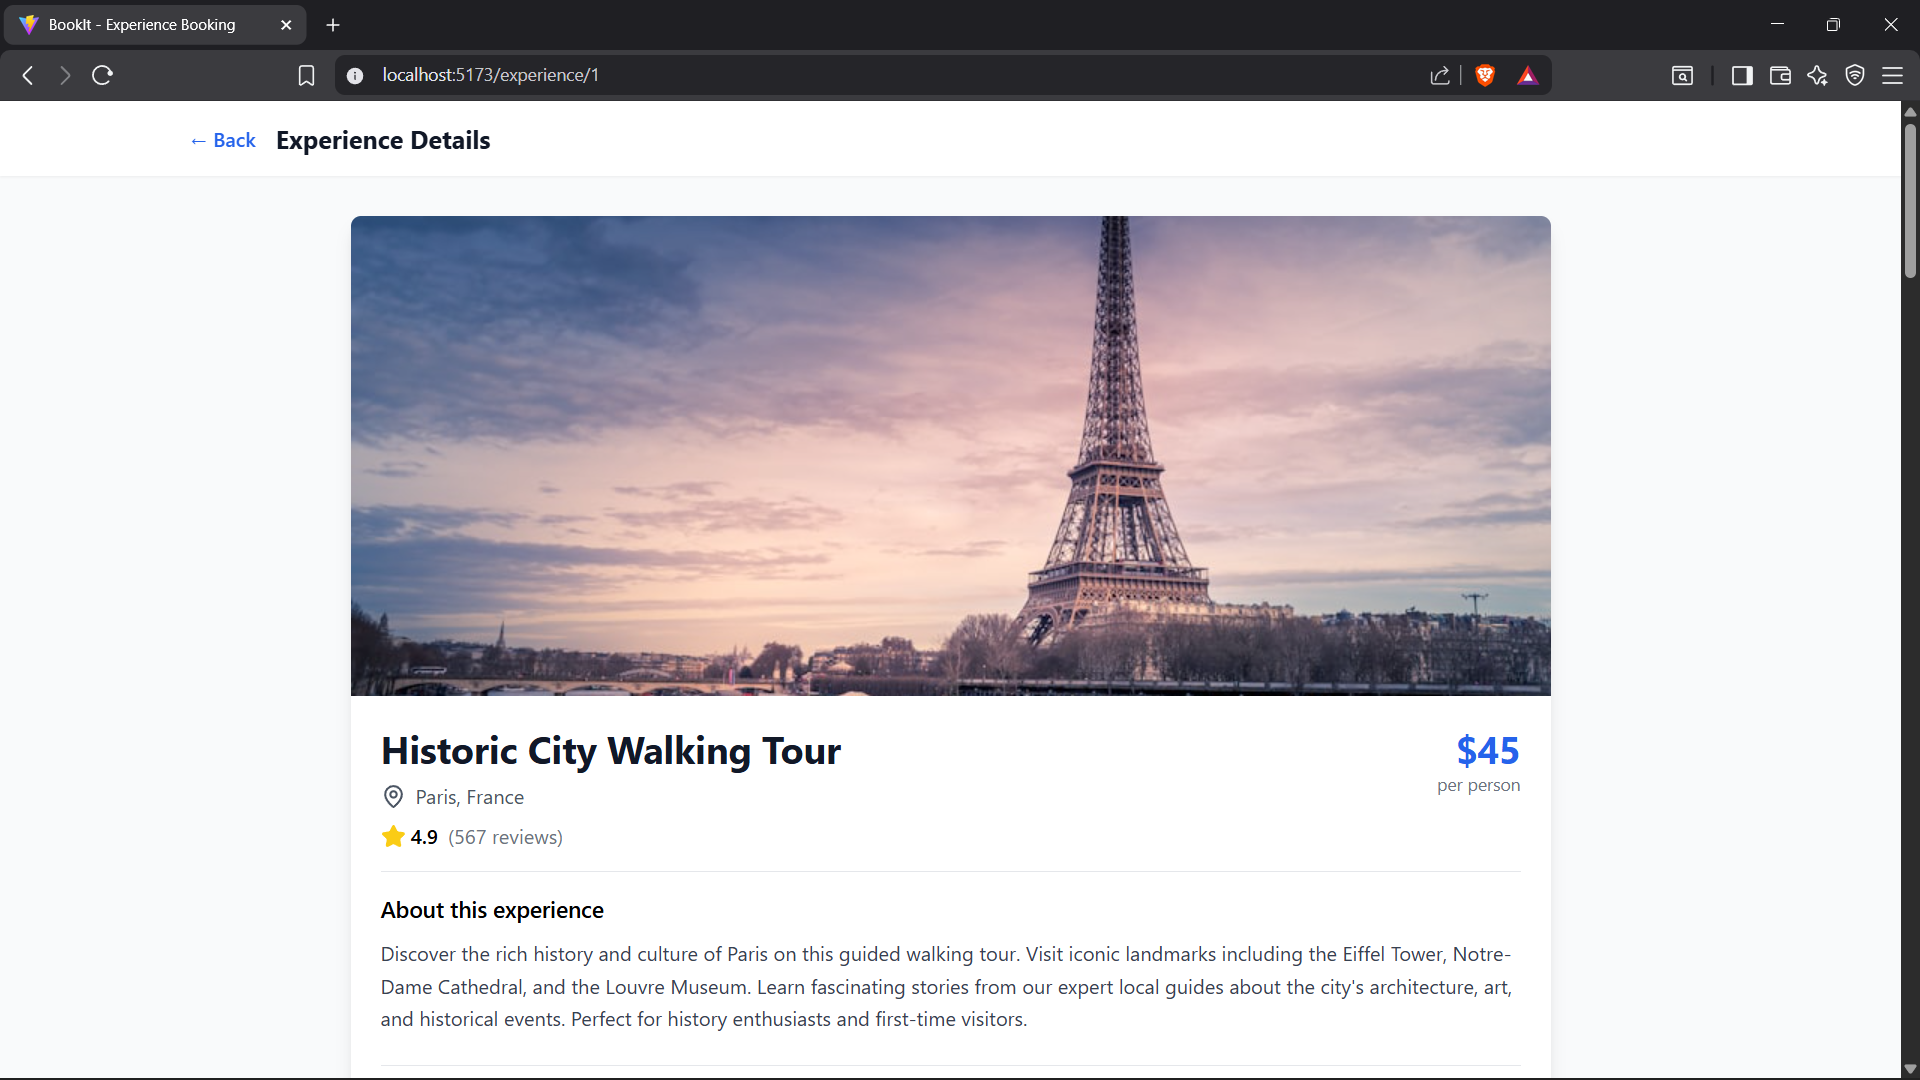 BookIt - Experience Booking
localhost:5173/experience/1
← Back Experience Details
Historic City Walking Tour
$45
Paris, France
per person
4.9 (567 reviews)
About this experience
Discover the rich history and culture of Paris on this guided walking tour. Visit iconic landmarks including the Eiffel Tower, Notre-
Dame Cathedral, and the Louvre Museum. Learn fascinating stories from our expert local guides about the city's architecture, art,
and historical events. Perfect for history enthusiasts and first-time visitors.